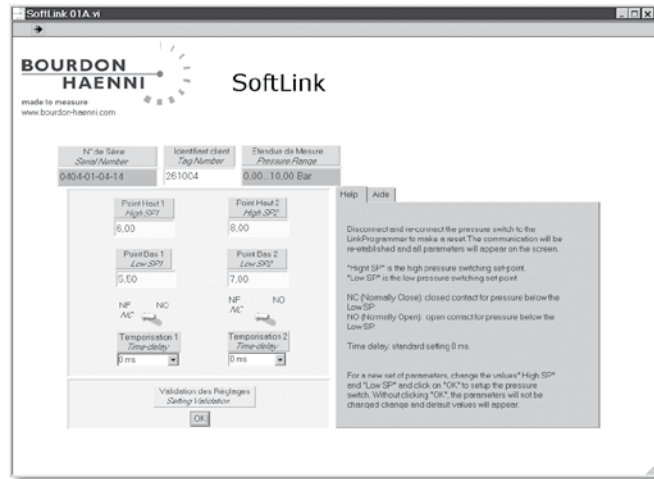 SoftLink 01A.vi
BOURDON
HAENNI
made to measure
www.bourdon-haenni.com
SoftLink
N° de Série
Serial Number
0404-01-04-14
Identifiant client
Tag Number
261004
Etendue de Mesure
Pressure Range
0,00...10,00 Bar
Point Haut 1
High SP1
6,00
Point Haut 2
High SP2
8,00
Point Bas 1
Low SP1
5,50
Point Bas 2
Low SP2
7,00
NF NO
NC
NF NO
NC
Temporisation 1
Time-delay
0 ms
Temporisation 2
Time-delay
0 ms
Validation des Réglages
Setting Validation
OK
Help Aide
Disconnect and re-connect the pressure switch to the
LinkProgrammer to make a reset. The communication will be
re-established and all parameters will appear on the screen.
"Hight SP" is the high pressure switching set-point.
"Low SP" is the low pressure switching set-point.
NC (Normally Close): closed contact for pressure below the
Low SP.
NO (Normally Open): open contact for pressure below the
Low SP.
Time delay: standard setting 0 ms.
For a new set of parameters, change the values" High SP"
and "Low SP" and click on "OK" to setup the pressure
switch. Without clicking "OK", the parameters will not be
changed change and default values will appear.